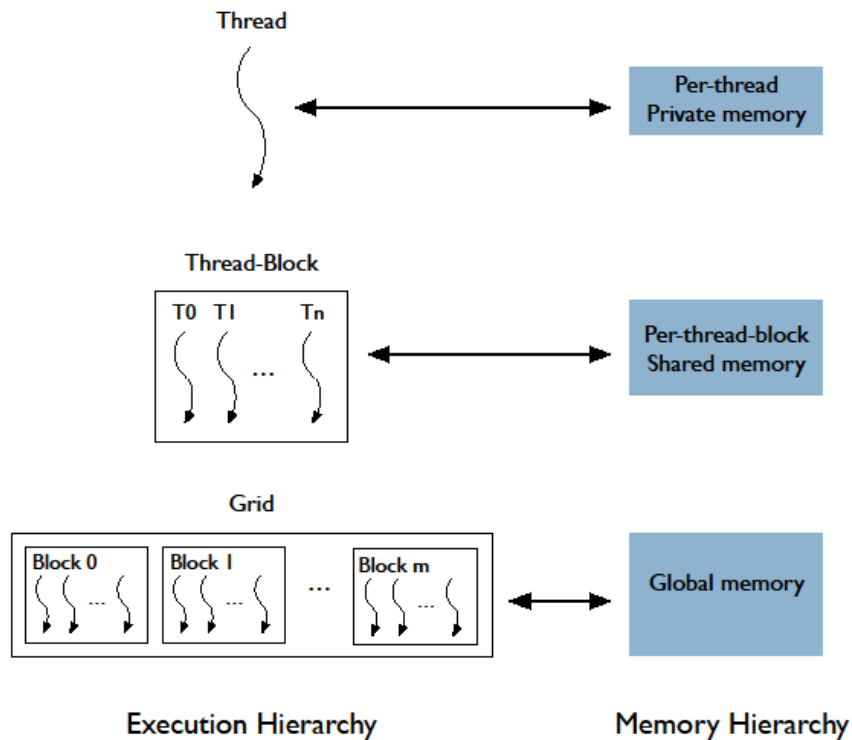 Thread
Per-thread
Private memory
Thread-Block
T0 T1 Tn
...
Per-thread-block
Shared memory
Grid
Block 0 Block 1 ... Block m
... ... ...
Global memory
Execution Hierarchy
Memory Hierarchy